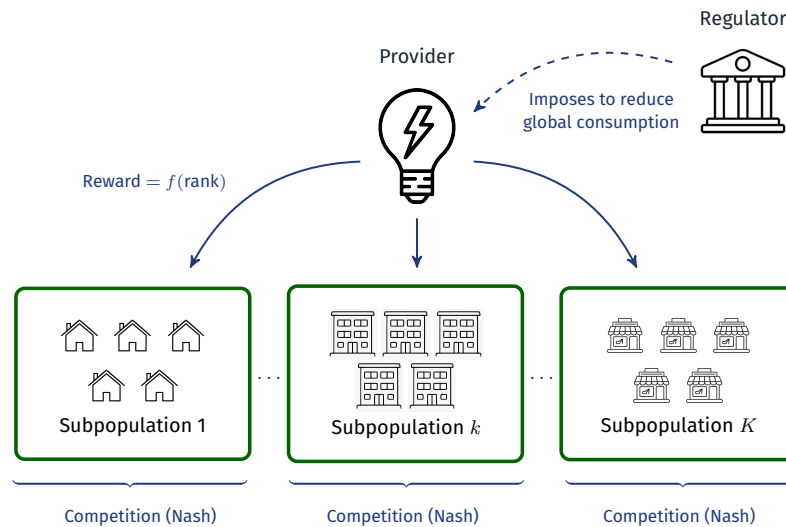 Regulator
Provider
Imposes to reduce
global consumption
Reward = f(rank)
Subpopulation 1
...
Subpopulation k
...
Subpopulation K
Competition (Nash)
Competition (Nash)
Competition (Nash)